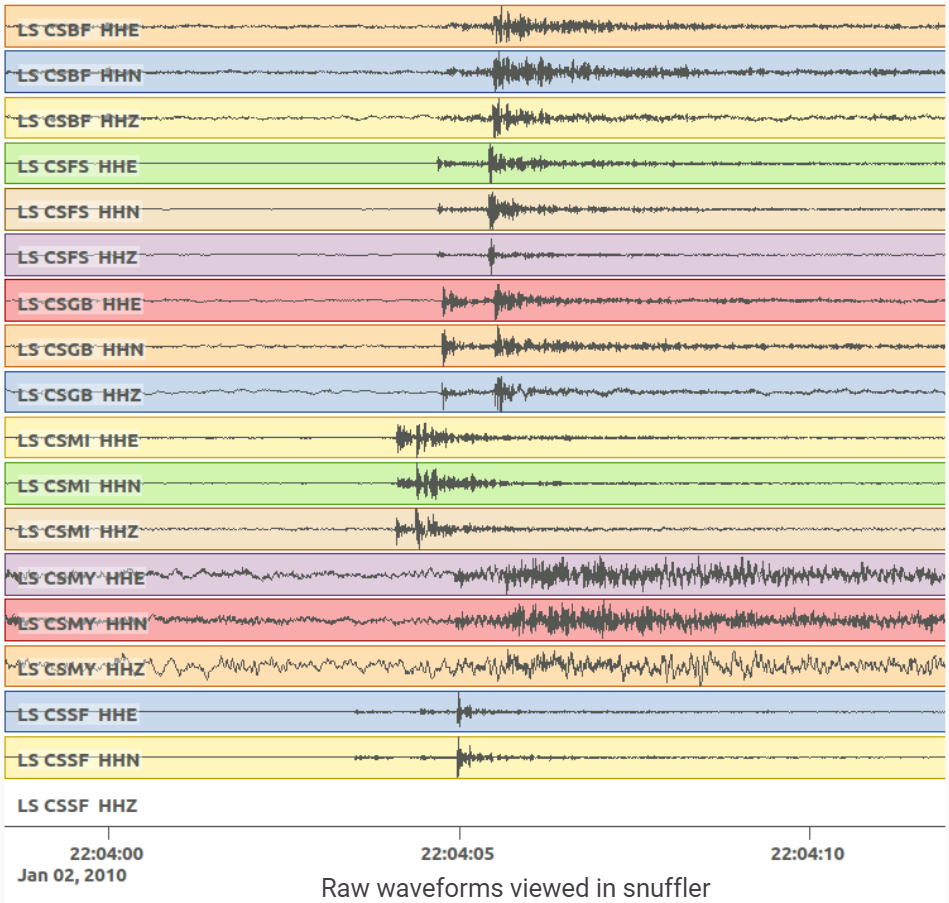 LS CSBF HHE
LS CSBF HHN
LS CSBF HHZ
LS CSFS HHE
LS CSFS HHN
LS CSFS HHZ
LS CSGB HHE
LS CSGB HHN
LS CSGB HHZ
LS CSMI HHE
LS CSMI HHN
LS CSMI HHZ
LS CSMY HHE
LS CSMY HHN
LS CSMY HHZ
LS CSSF HHE
LS CSSF HHN
LS CSSF HHZ
22:04:00 22:04:05 22:04:10
Jan 02, 2010
Raw waveforms viewed in snuffler